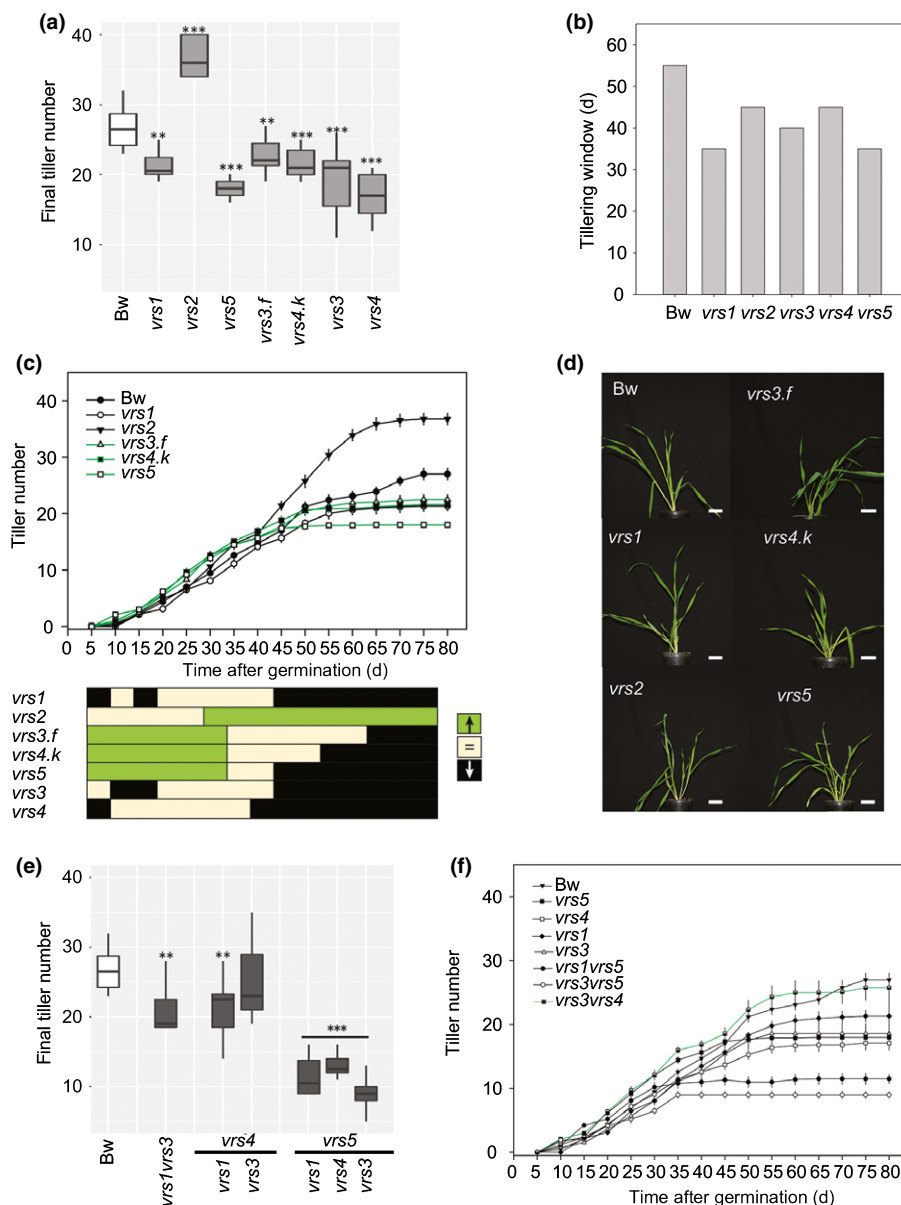 (a)
Final tiller number
40
30
20
10
***
**
***
**
***
***
***
Bw
vrs1
vrs2
vrs5
vrs3.f
vrs4.k
vrs3
vrs4
(b)
Tillering window (d)
60
50
40
30
20
10
0
Bw vrs1 vrs2 vrs3 vrs4 vrs5
(c)
Tiller number
40
30
20
10
0
Bw
vrs1
vrs2
vrs3.f
vrs4.k
vrs5
0 5 10 15 20 25 30 35 40 45 50 55 60 65 70 75 80
Time after germination (d)
vrs1
vrs2
vrs3.f
vrs4.k
vrs5
vrs3
vrs4
↑
=
↓
(d)
Bw
vrs3.f
vrs1
vrs4.k
vrs2
vrs5
(e)
Final tiller number
40
30
20
10
**
**
***
Bw
vrs1vrs3
vrs4
vrs1
vrs3
vrs5
vrs1
vrs4
vrs3
(f)
Tiller number
40
20
10
0
Bw
vrs5
vrs4
vrs1
vrs3
vrs1vrs5
vrs3vrs5
vrs3vrs4
0 5 10 15 20 25 30 35 40 45 50 55 60 65 70 75 80
Time after germination (d)